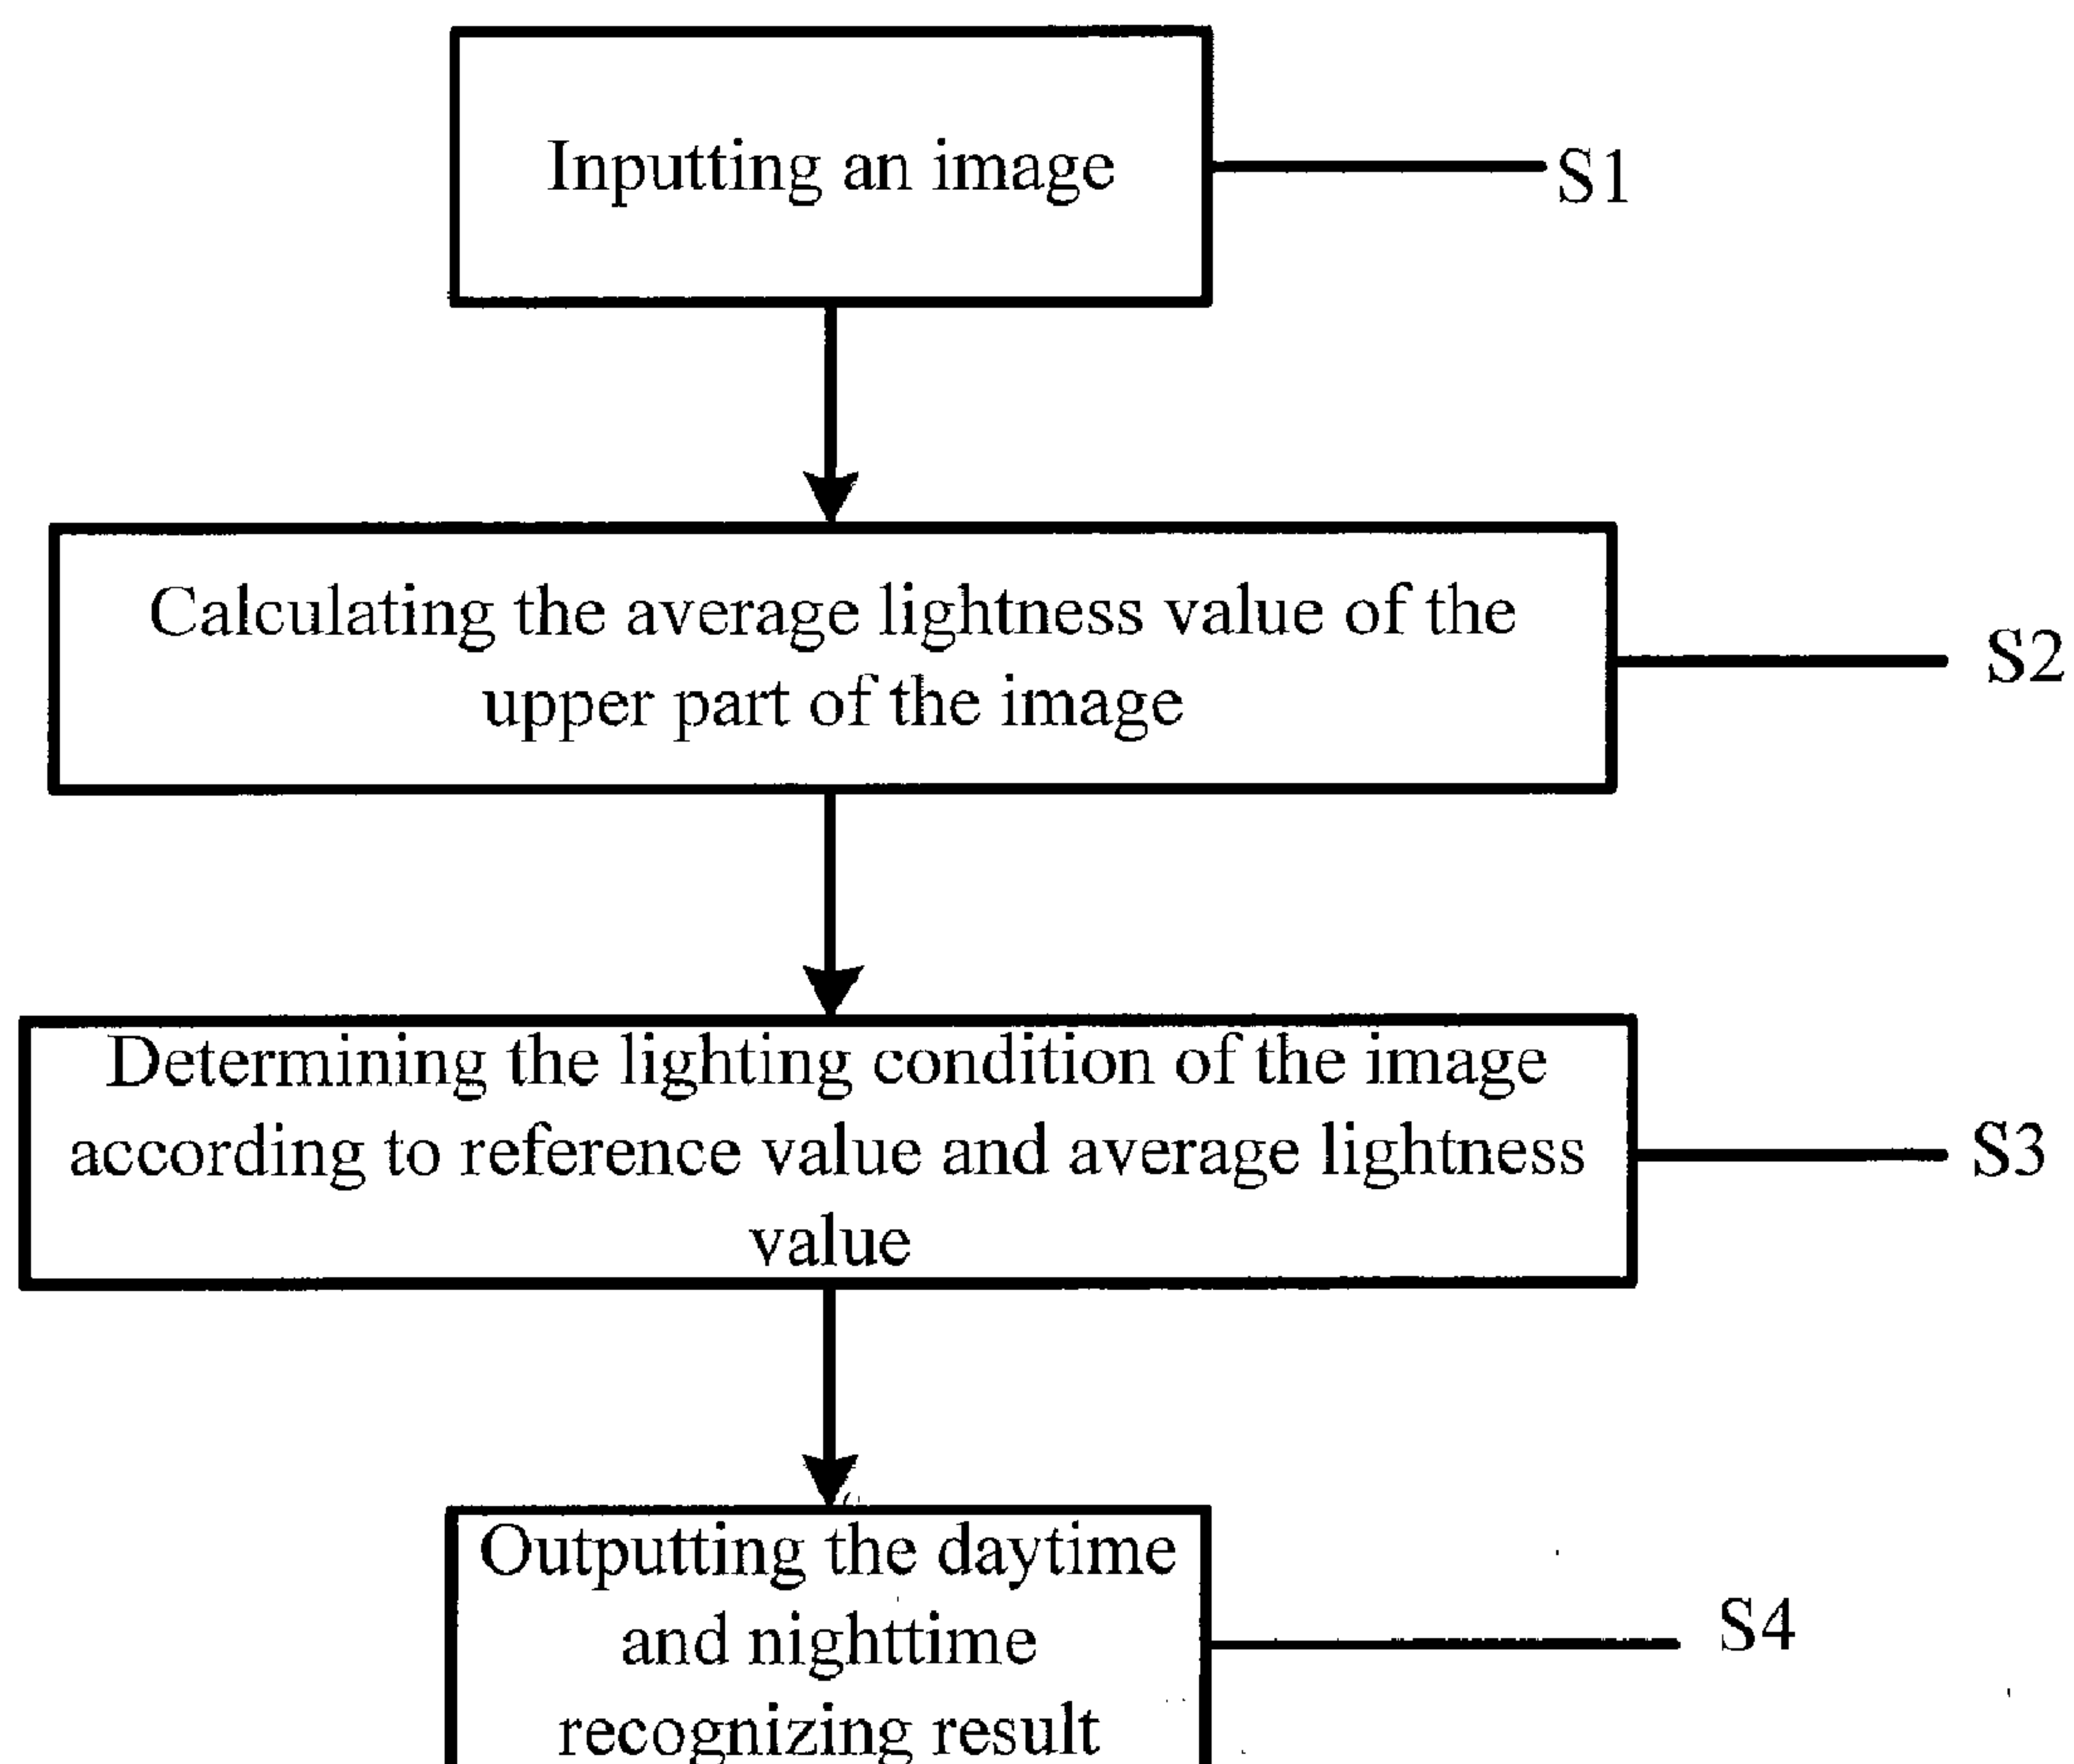 Inputting an image
S1
Calculating the average lightness value of the
upper part of the image
S2
Determining the lighting condition of the image
according to reference value and average lightness
value
S3
Outputting the daytime
and nighttime
recognizing result
S4